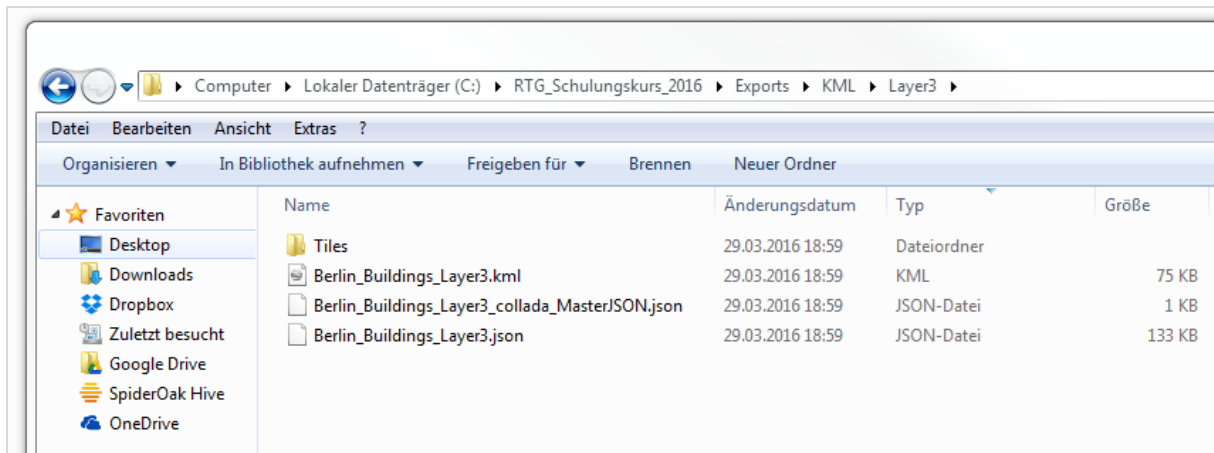 Computer Lokaler Datenträger (C:) RTG_Schulungskurs_2016 Exports KML Layer3
Datei Bearbeiten Ansicht Extras ?
Organisieren In Bibliothek aufnehmen Freigeben für Brennen Neuer Ordner
Favoriten
Desktop
Downloads
Dropbox
Zuletzt besucht
Google Drive
SpiderOak Hive
OneDrive
Name Änderungsdatum Typ Größe
Tiles 29.03.2016 18:59 Dateiordner
Berlin_Buildings_Layer3.kml 29.03.2016 18:59 KML 75 KB
Berlin_Buildings_Layer3_collada_MasterJSON.json 29.03.2016 18:59 JSON-Datei 1 KB
Berlin_Buildings_Layer3.json 29.03.2016 18:59 JSON-Datei 133 KB